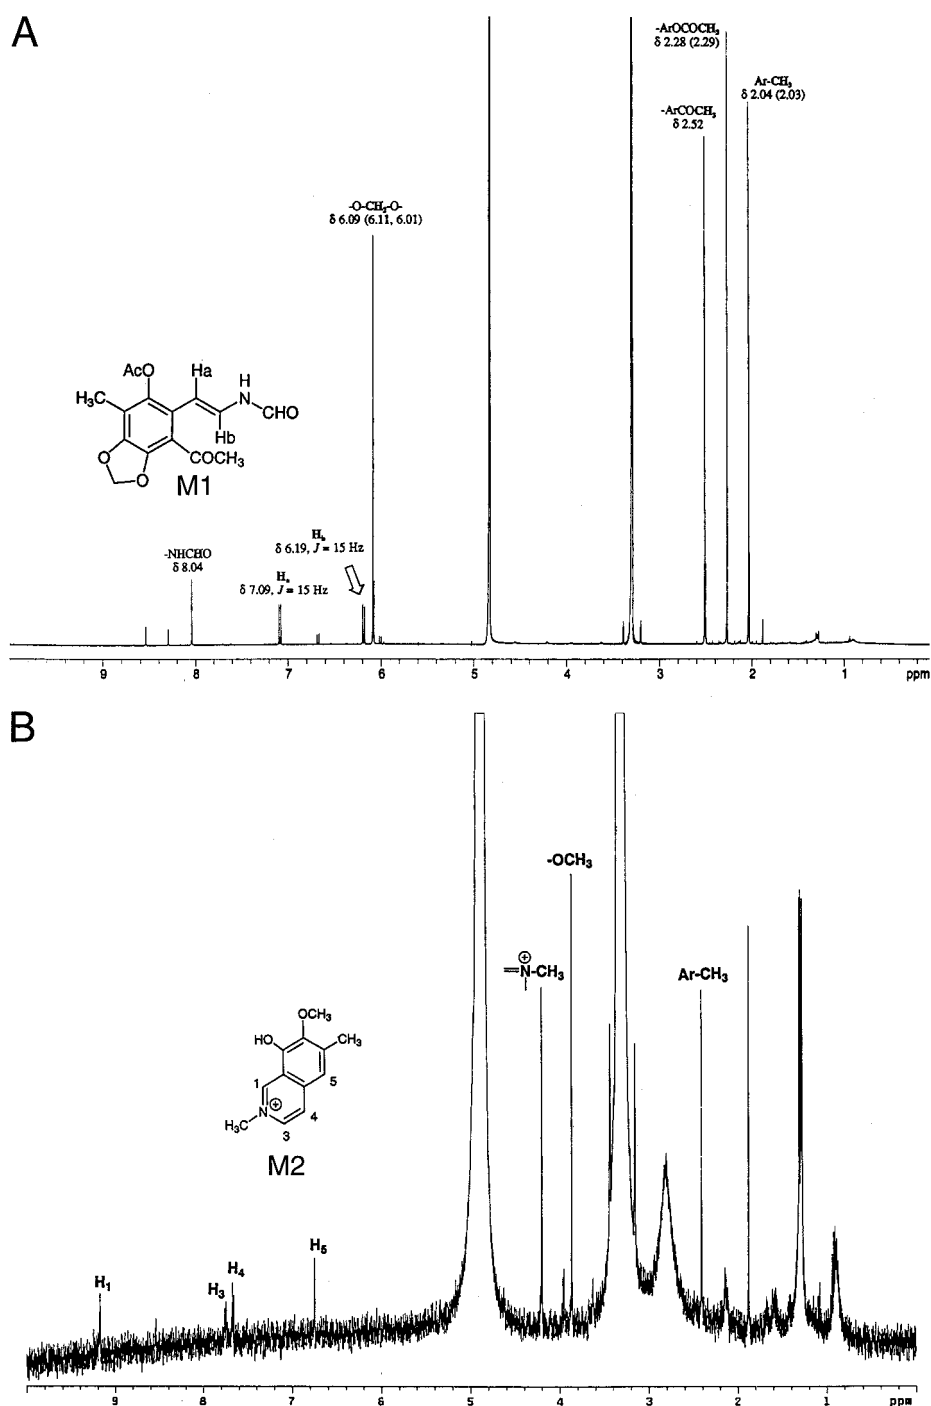 A
-ArOCOCH3
δ 2.28 (2.29)
Ar-CH3
δ 2.04 (2.03)
-ArCOCH3
δ 2.52
-O-CH2-O-
δ 6.09 (6.11, 6.01)
AcO
Ha
H
N
H3C
CHO
Hb
COCH3
O
O
M1
-NHCHO
δ 8.04
Hb
δ 6.19, J = 15 Hz
Ha
δ 7.09, J = 15 Hz
9 8 7 6 5 4 3 2 1 ppm
B
-OCH3
=N-CH3
⊕
Ar-CH3
OCH3
HO
CH3
1
5
N
⊕
4
H3C
3
M2
H1
H3
H4
H5
9 8 7 6 5 4 3 2 1 ppm